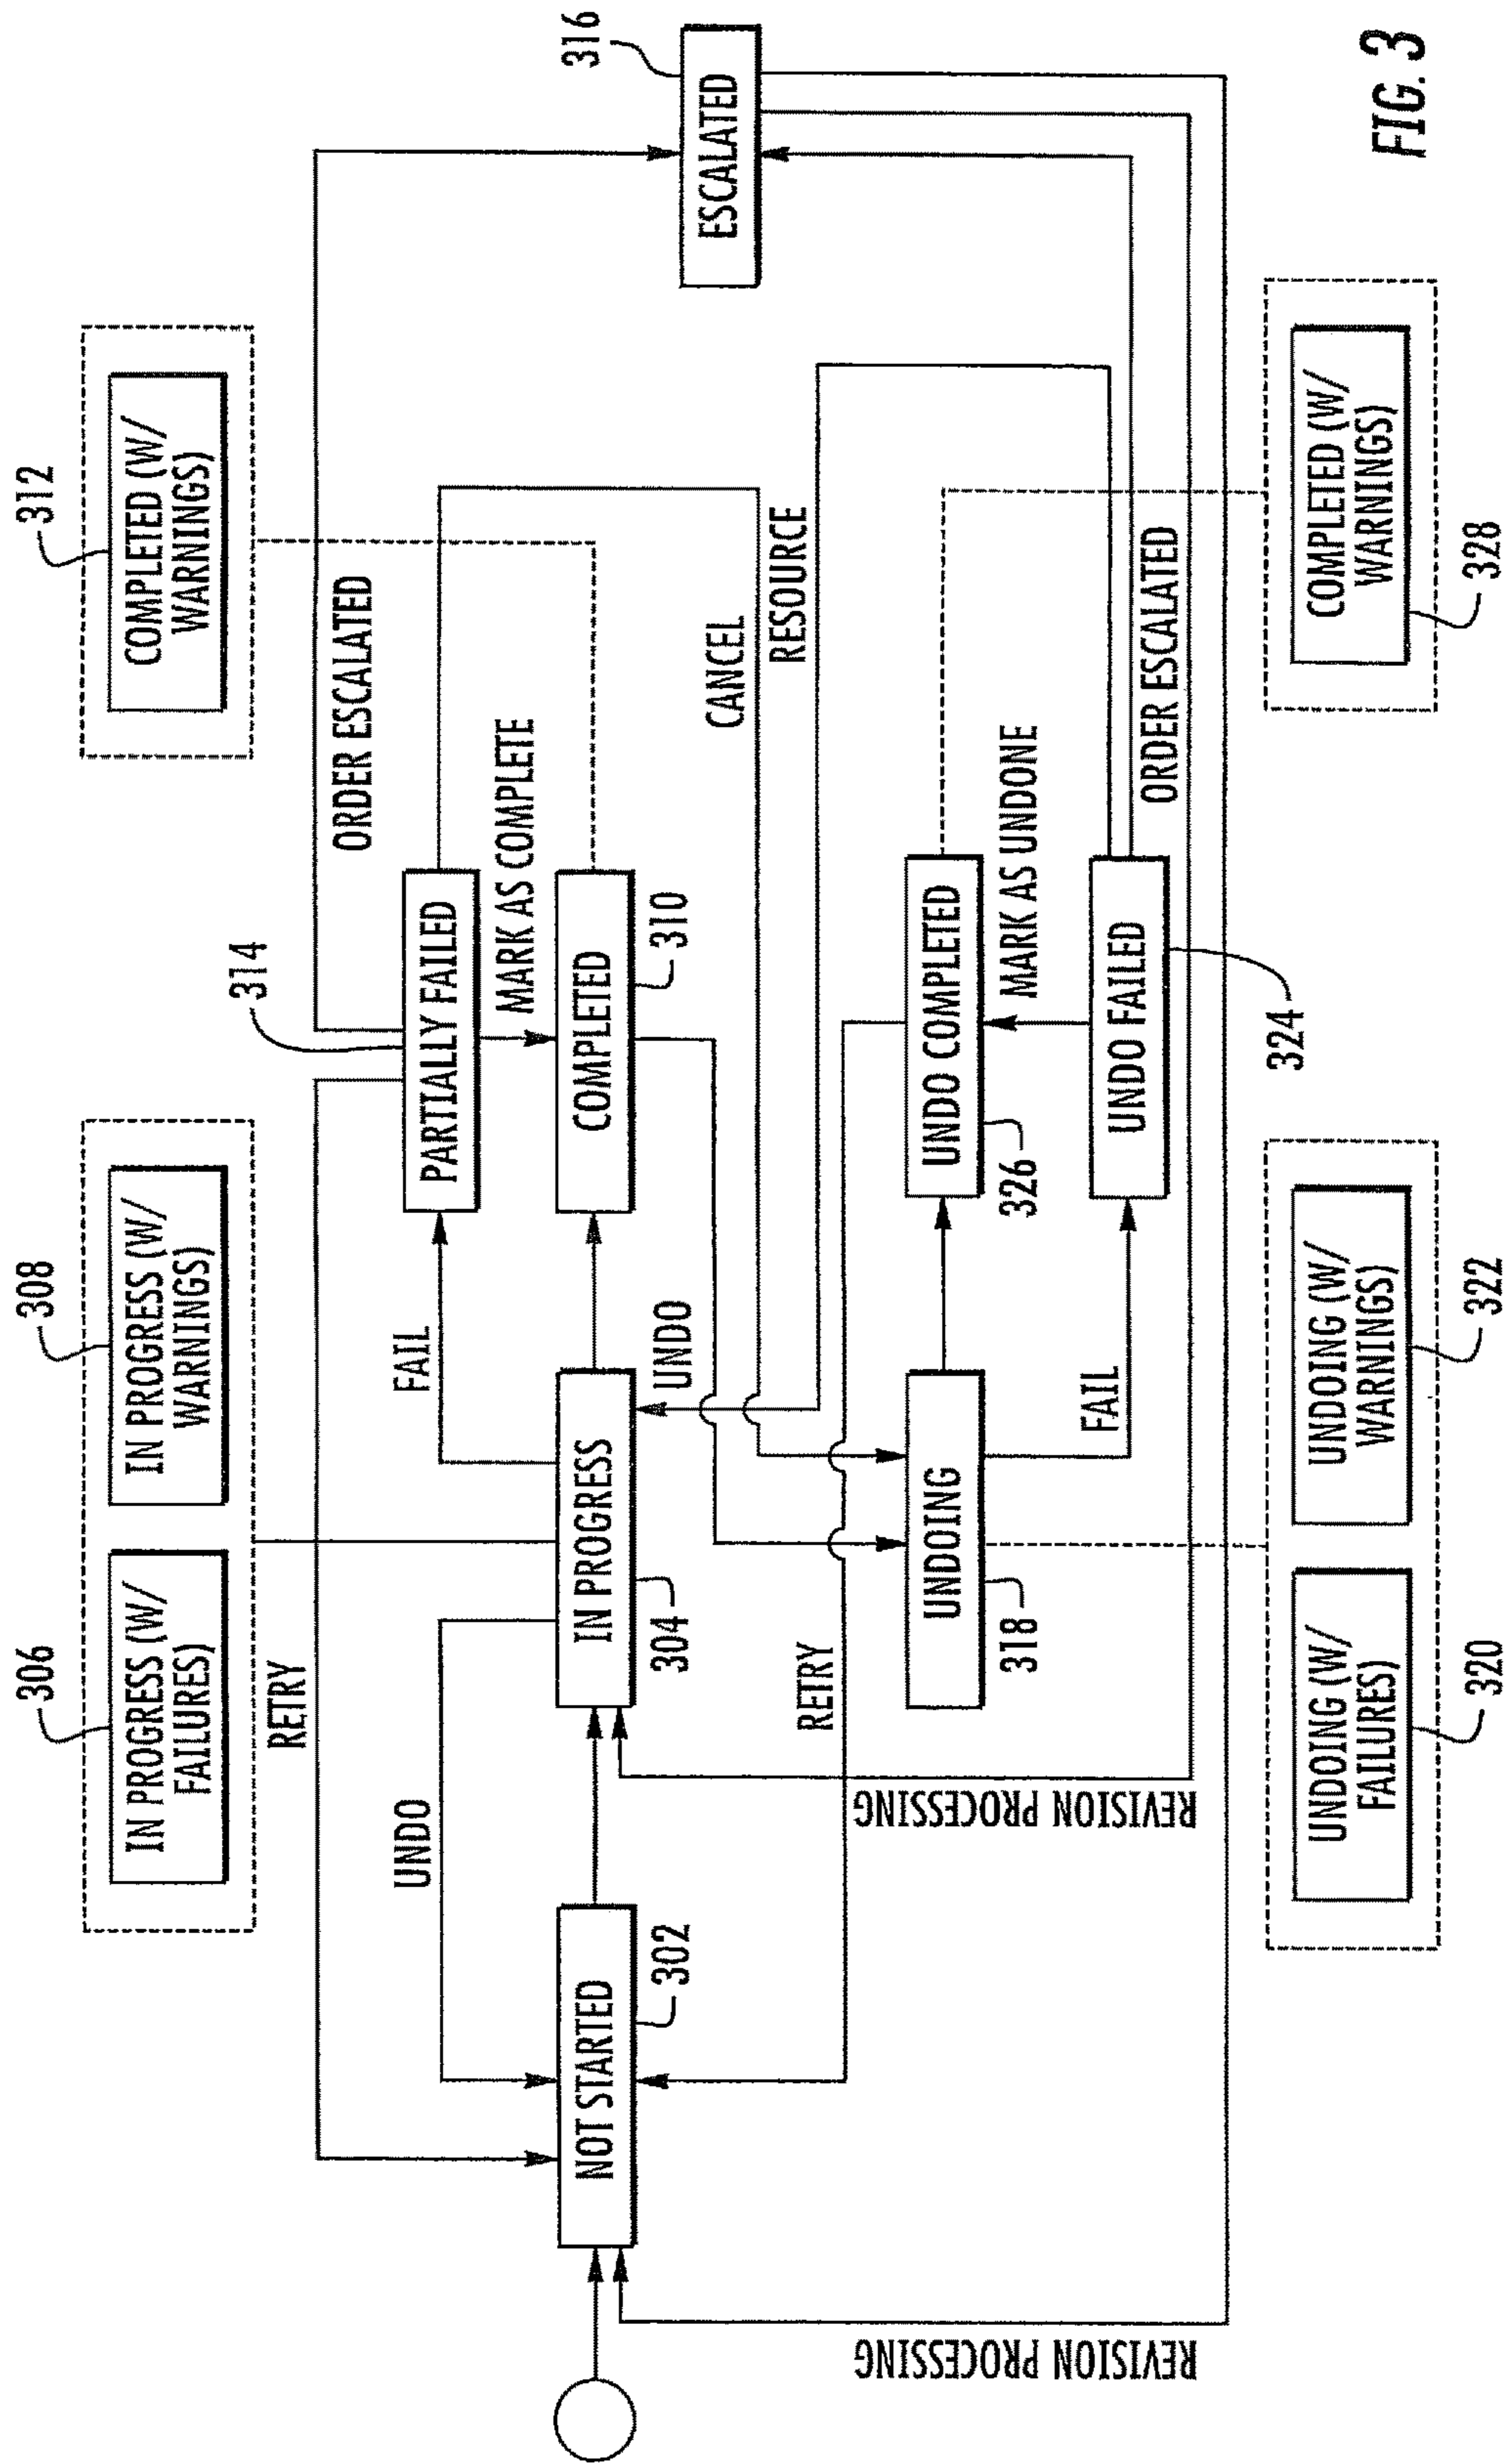 306
308
312
IN PROGRESS (W/
FAILURES)
IN PROGRESS (W/
WARNINGS)
COMPLETED (W/
WARNINGS)
RETRY
314
ORDER ESCALATED
UNDO
FAIL
PARTIALLY FAILED
MARK AS COMPLETE
316
NOT STARTED
302
IN PROGRESS
304
COMPLETED
310
UNDO
CANCEL
ESCALATED
RESOURCE
RETRY
UNDOING
318
UNDO COMPLETED
326
MARK AS UNDONE
FAIL
UNDO FAILED
324
ORDER ESCALATED
REVISION PROCESSING
REVISION PROCESSING
UNDOING (W/
FAILURES)
UNDOING (W/
WARNINGS)
COMPLETED (W/
WARNINGS)
320
322
328
FIG. 3